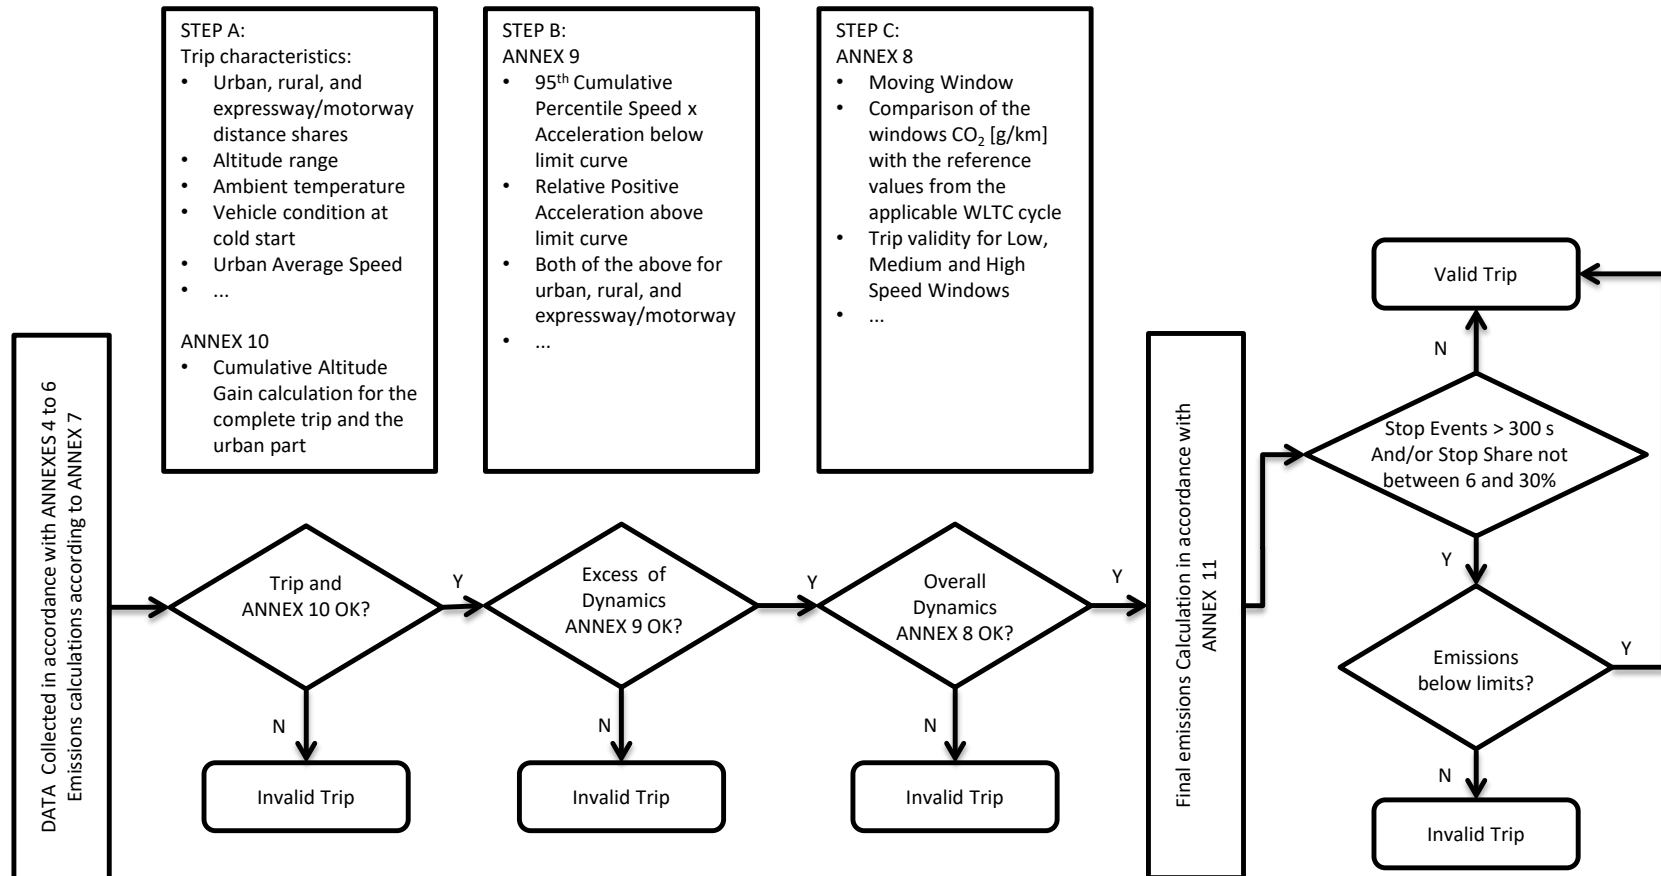 STEP A:
Trip characteristics:
• Urban, rural, and
expressway/motorway
distance shares
• Altitude range
• Ambient temperature
• Vehicle condition at
cold start
• Urban Average Speed
• ...
ANNEX 10
• Cumulative Altitude
Gain calculation for the
complete trip and the
urban part
STEP B:
ANNEX 9
• 95th Cumulative
Percentile Speed x
Acceleration below
limit curve
• Relative Positive
Acceleration above
limit curve
• Both of the above for
urban, rural, and
expressway/motorway
• ...
STEP C:
ANNEX 8
• Moving Window
• Comparison of the
windows CO2 [g/km]
with the reference
values from the
applicable WLTC cycle
• Trip validity for Low,
Medium and High
Speed Windows
• ...
DATA Collected in accordance with ANNEXES 4 to 6
Emissions calculations according to ANNEX 7
Trip and
ANNEX 10 OK?
Y
N
Invalid Trip
Excess of
Dynamics
ANNEX 9 OK?
Y
N
Invalid Trip
Overall
Dynamics
ANNEX 8 OK?
Y
N
Invalid Trip
Final emissions Calculation in accordance with
ANNEX 11
Valid Trip
N
Stop Events > 300 s
And/or Stop Share not
between 6 and 30%
Y
Emissions
below limits?
Y
N
Invalid Trip